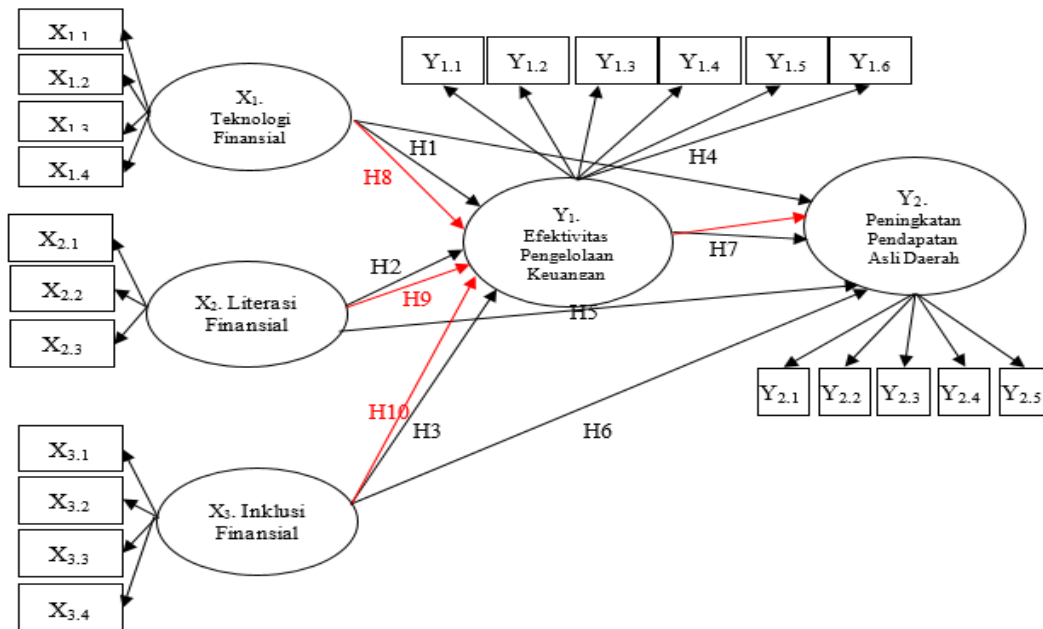 X1.1
X1.2
X1.3
X1.4
X1.
Teknologi
Finansial
Y1.1
Y1.2
Y1.3
Y1.4
Y1.5
Y1.6
H1
H8
H4
X2.1
X2.2
X2.3
X2. Literasi
Finansial
H2
H9
Y1.
Efektivitas
Pengelolaan
Keuangan
H7
Y2.
Peningkatan
Pendapatan
Asli Daerah
H5
Y2.1
Y2.2
Y2.3
Y2.4
Y2.5
H10
H3
H6
X3.1
X3.2
X3.3
X3.4
X3. Inklusi
Finansial